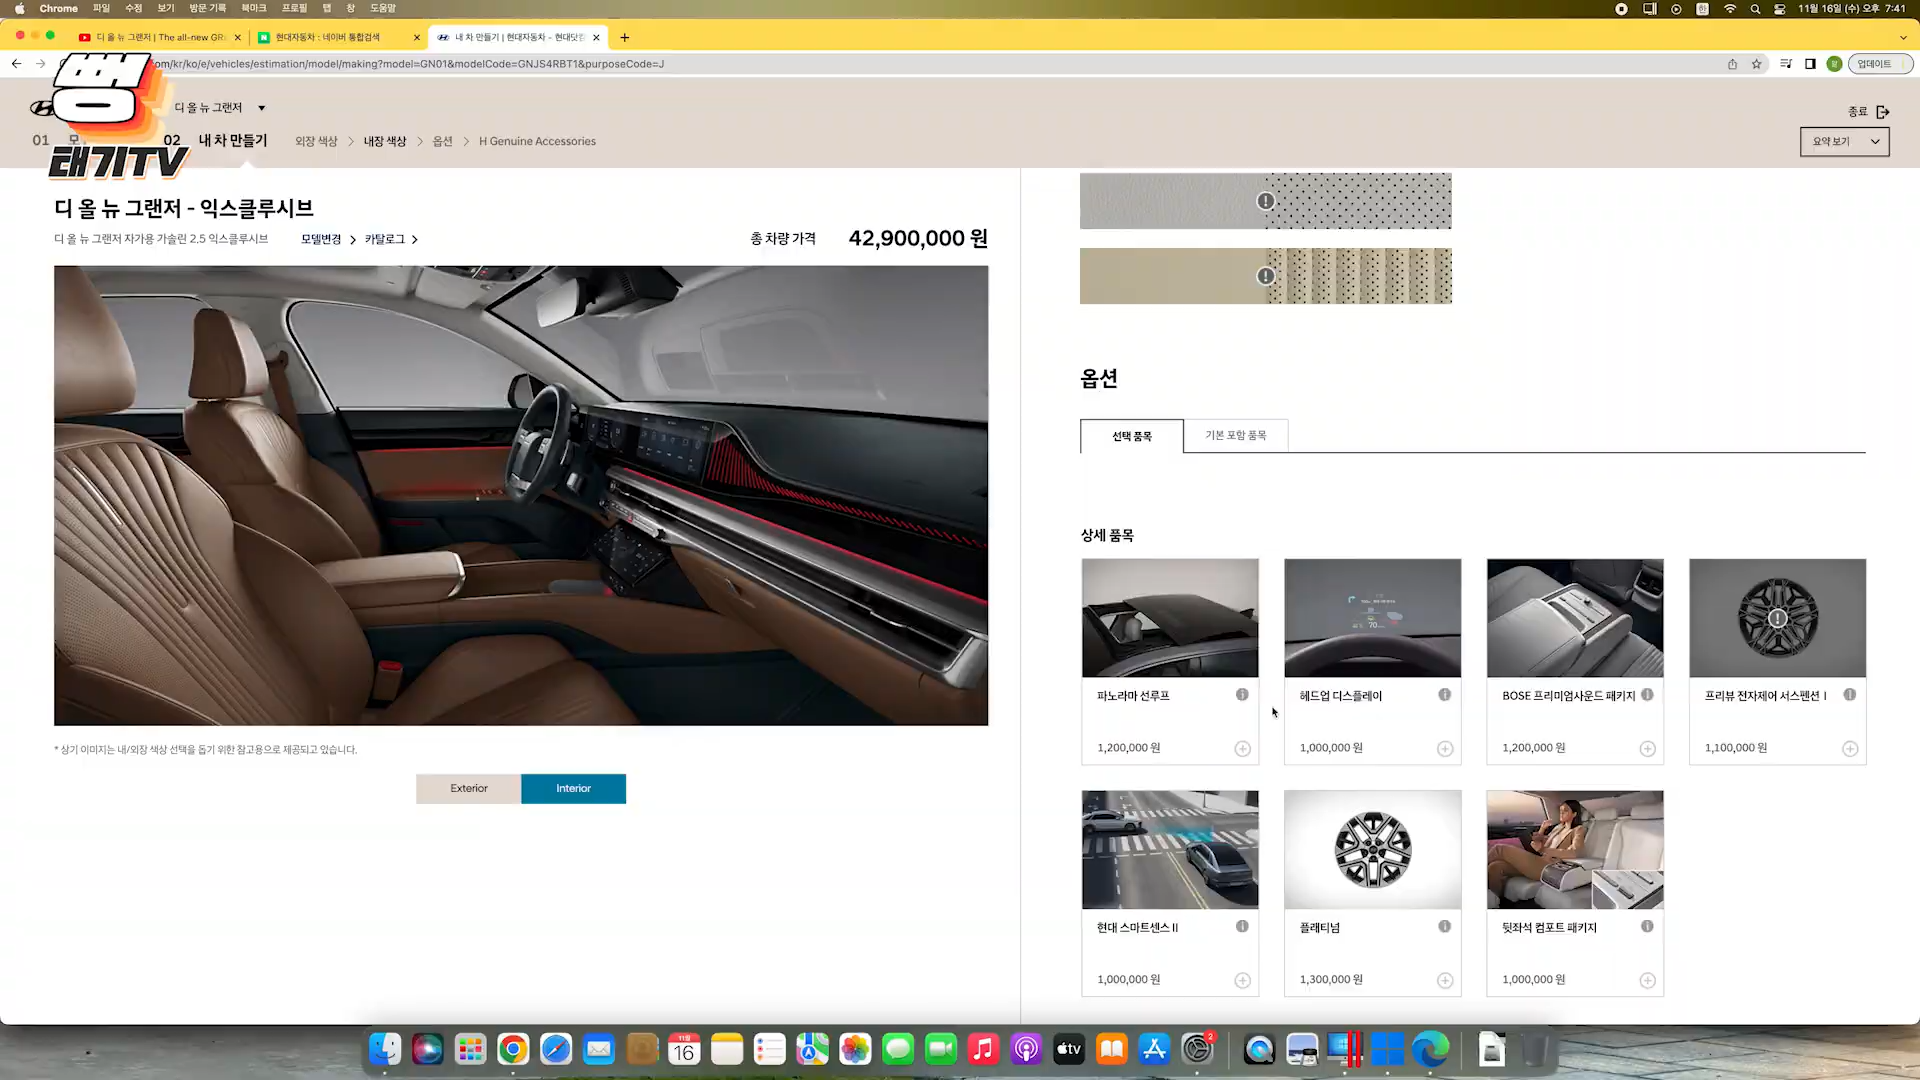 Chrome 파일 수정 보기 방문 기록 북마크 프로필 탭 창 도움말
11월 16일 (수) 오후 7:41
디 올 뉴 그랜저 | The all-new GR
현대자동차 : 네이버 통합검색
내 차 만들기 | 현대자동차 - 현대닷컴
om/kr/ko/e/vehicles/estimation/model/making?model=GN01&modelCode=GNJS4RBT1&purposeCode=J
업데이트
태기TV
디 올 뉴 그랜저
종료
01 모
02 내 차 만들기
외장 색상 > 내장 색상 > 옵션 > H Genuine Accessories
요약 보기
디 올 뉴 그랜저 - 익스클루시브
디 올 뉴 그랜저 자가용 가솔린 2.5 익스클루시브
모델변경 > 카탈로그 >
총 차량 가격 42,900,000 원
* 상기 이미지는 내/외장 색상 선택을 돕기 위한 참고용으로 제공되고 있습니다.
Exterior
Interior
옵션
선택 품목
기본 포함 품목
상세 품목
파노라마 선루프
1,200,000 원
헤드업 디스플레이
1,000,000 원
BOSE 프리미엄사운드 패키지
1,200,000 원
프리뷰 전자제어 서스펜션 I
1,100,000 원
현대 스마트센스 II
1,000,000 원
플래티넘
1,300,000 원
뒷좌석 컴포트 패키지
1,000,000 원
11월
16
tv
2